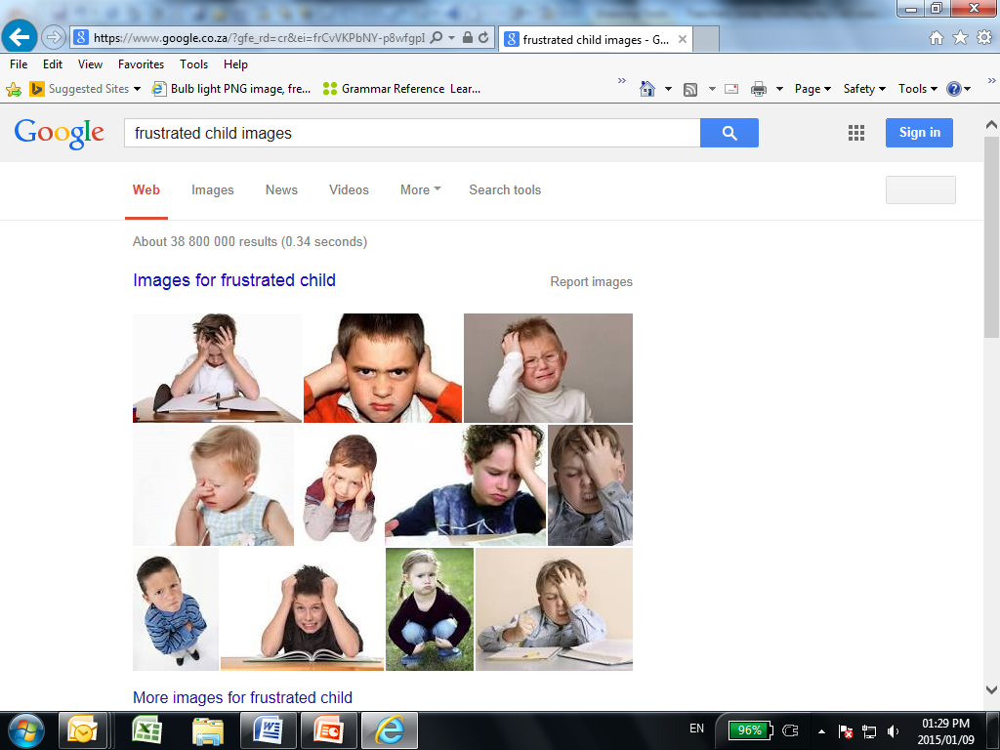 https://www.google.co.za/?gfe_rd=cr&ei=frCvVKPbNY-p8wfgpI
frustrated child images - G...
File Edit View Favorites Tools Help
Suggested Sites Bulb light PNG image, fre... Grammar Reference Lear... Page Safety Tools
Google frustrated child images Sign in
Web Images News Videos More Search tools
About 38 800 000 results (0.34 seconds)
Images for frustrated child Report images
More images for frustrated child
EN 96% 01:29 PM
2015/01/09